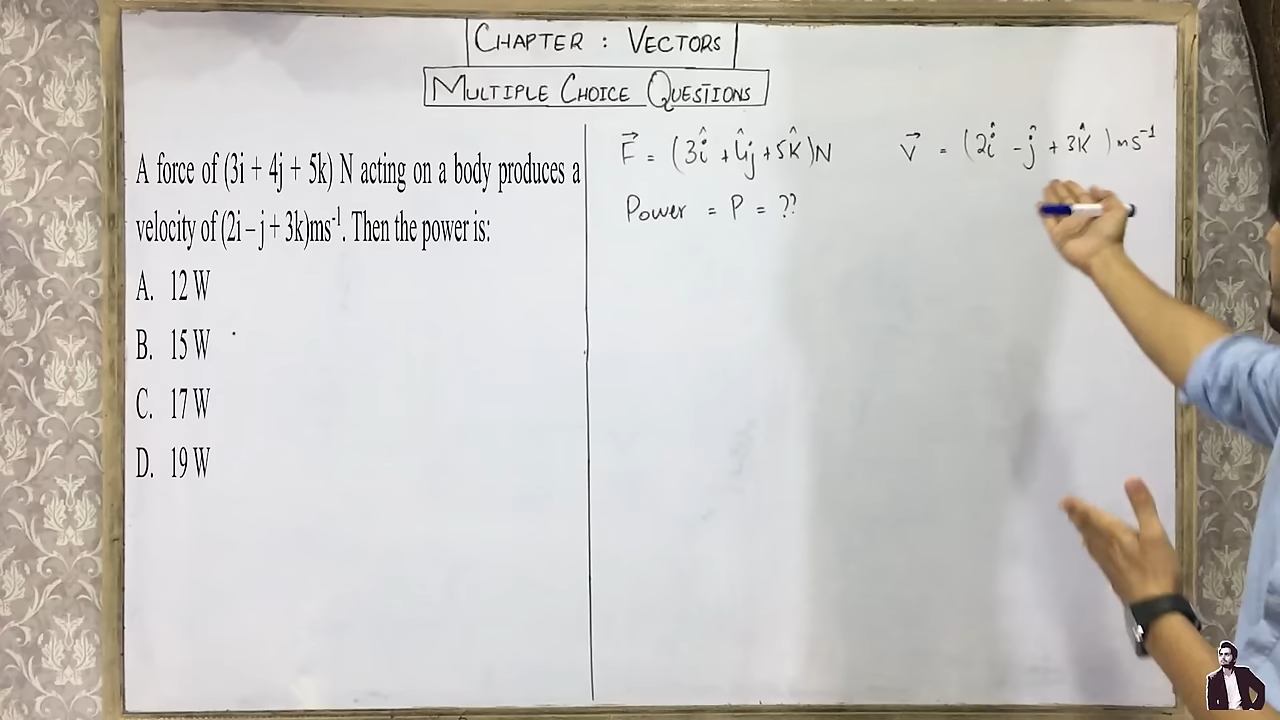 CHAPTER : VECTORS
MULTIPLE CHOICE QUESTIONS
A force of (3i + 4j + 5k) N acting on a body produces a
velocity of (2i – j + 3k)ms⁻¹. Then the power is:
A. 12 W
B. 15 W
C. 17 W
D. 19 W
F⃗ = (3î + 4ĵ + 5k̂)N V⃗ = (2î - ĵ + 3k̂) ms⁻¹
Power = P = ??